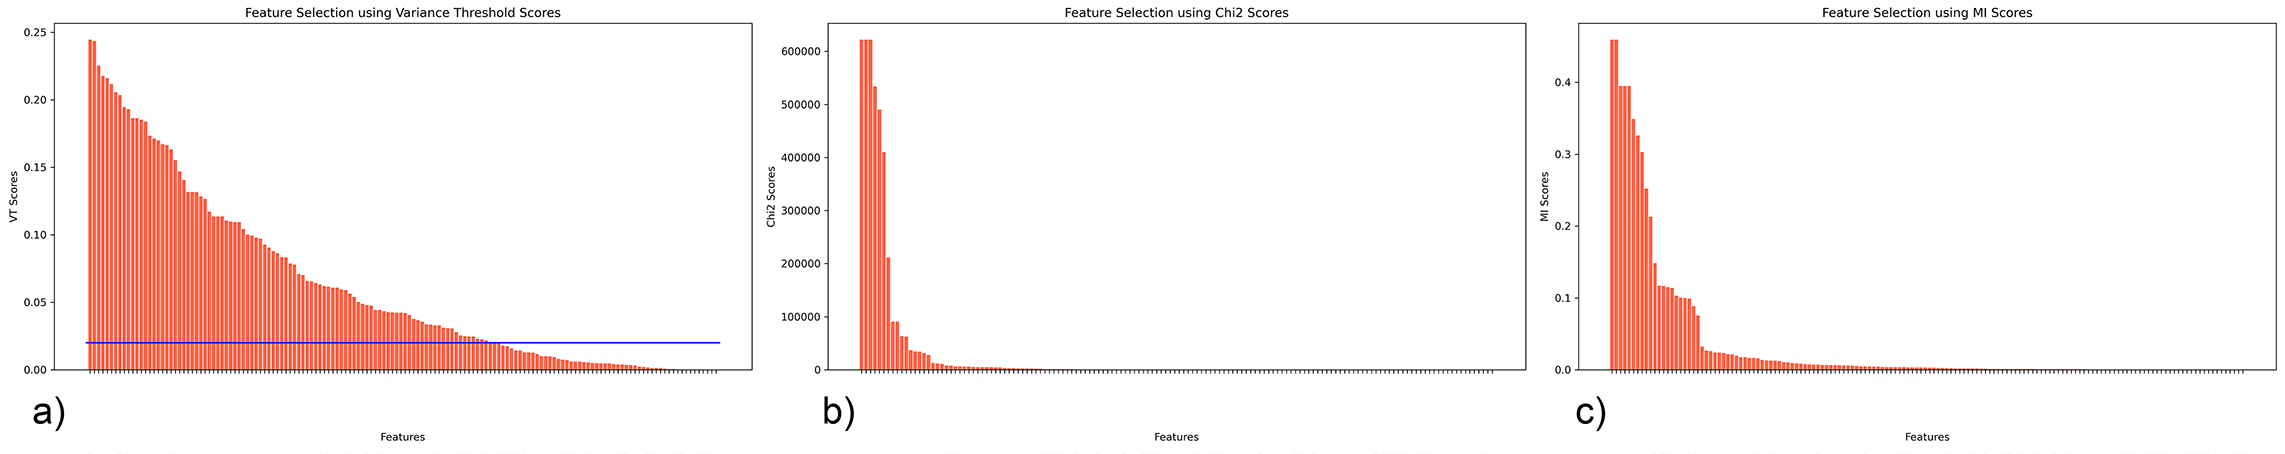 Feature Selection using Variance Threshold Scores
0.25
0.20
0.15
0.10
0.05
0.00
VT Scores
a)
Features
Feature Selection using Chi2 Scores
600000
500000
400000
300000
200000
100000
0
Chi2 Scores
b)
Features
Feature Selection using MI Scores
0.4
0.3
0.2
0.1
0.0
MI Scores
c)
Features